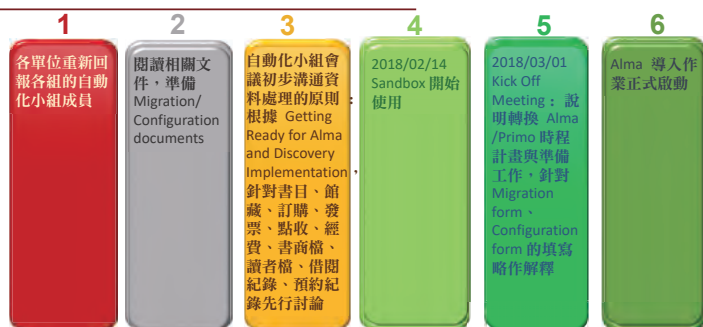 1
各單位重新回
報各組的自動
化小組成員
2
閱讀相關文
件，準備
Migration/
Configuration
documents
3
自動化小組會
議初步溝通資
料處理的原則：
根據 Getting
Ready for Alma
and Discovery
Implementation，
針對書目、館
藏、訂購、發
票、點收、經
費、書商檔、
讀者檔、借閱
紀錄、預約紀
錄先行討論
4
2018/02/14
Sandbox 開始
使用
5
2018/03/01
Kick Off
Meeting：說
明轉換 Alma
/Primo 時程
計畫與準備
工作，針對
Migration
form、
Configuration
form 的填寫
略作解釋
6
Alma 導入作
業正式啟動